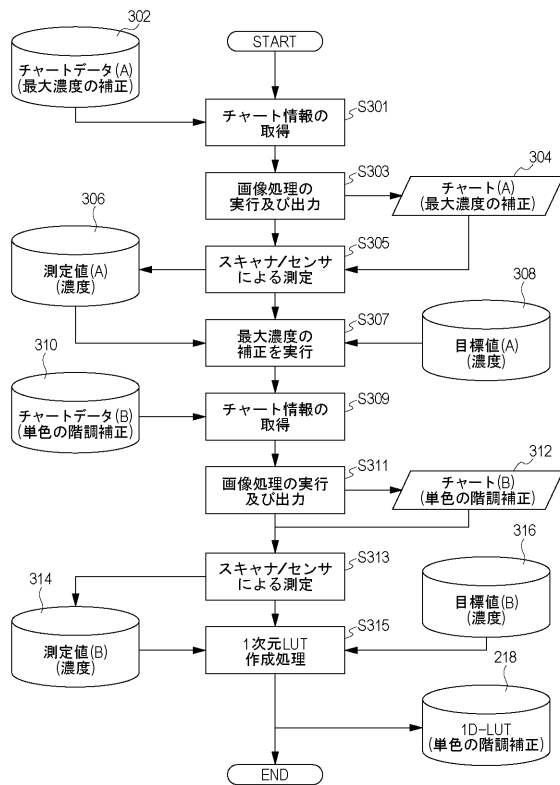 302
START
チャートデータ(A)
(最大濃度の補正)
S301
チャート情報の
取得
S303
304
画像処理の
実行及び出力
チャート(A)
(最大濃度の補正)
306
S305
測定値(A)
(濃度)
スキャナ/センサ
による測定
308
S307
最大濃度の
補正を実行
目標値(A)
(濃度)
310
S309
チャートデータ(B)
(単色の階調補正)
チャート情報の
取得
S311
312
画像処理の実行
及び出力
チャート(B)
(単色の階調補正)
316
S313
314
スキャナ/センサ
による測定
目標値(B)
(濃度)
S315
測定値(B)
(濃度)
1次元LUT
作成処理
218
1D-LUT
(単色の階調補正)
END